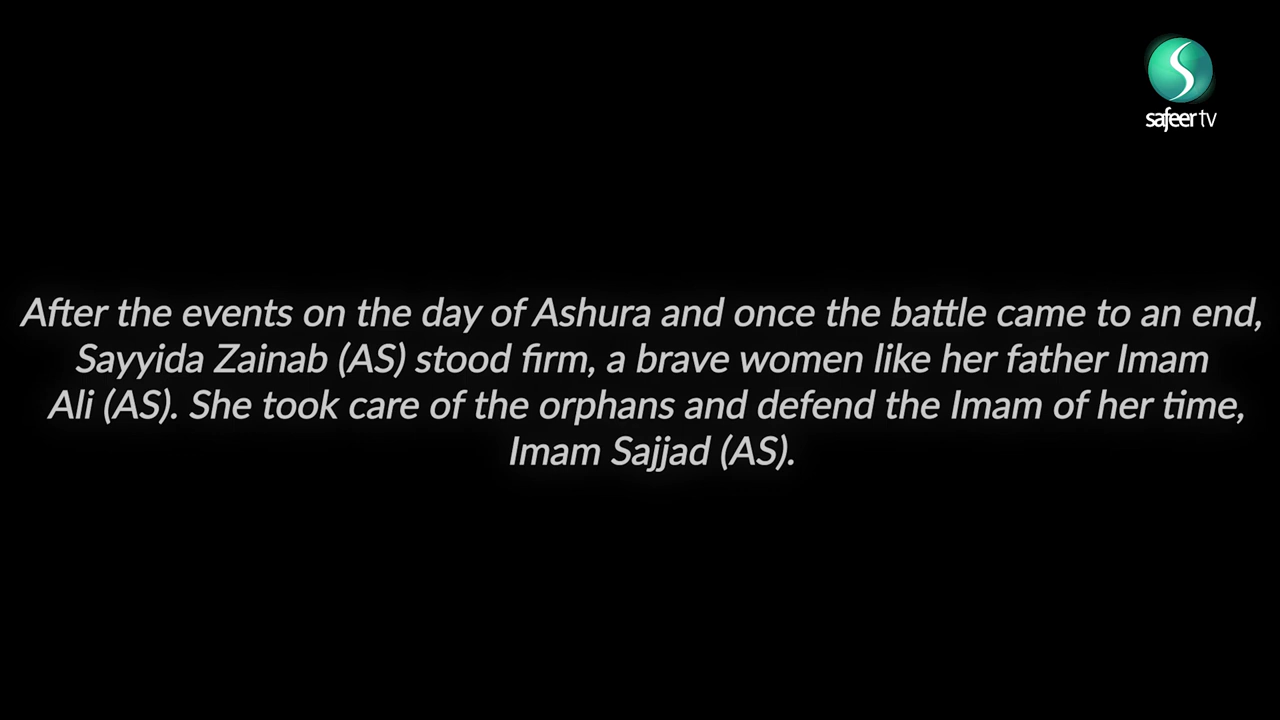 safeer tv
After the events on the day of Ashura and once the battle came to an end,
Sayyida Zainab (AS) stood firm, a brave women like her father Imam
Ali (AS). She took care of the orphans and defend the Imam of her time,
Imam Sajjad (AS).